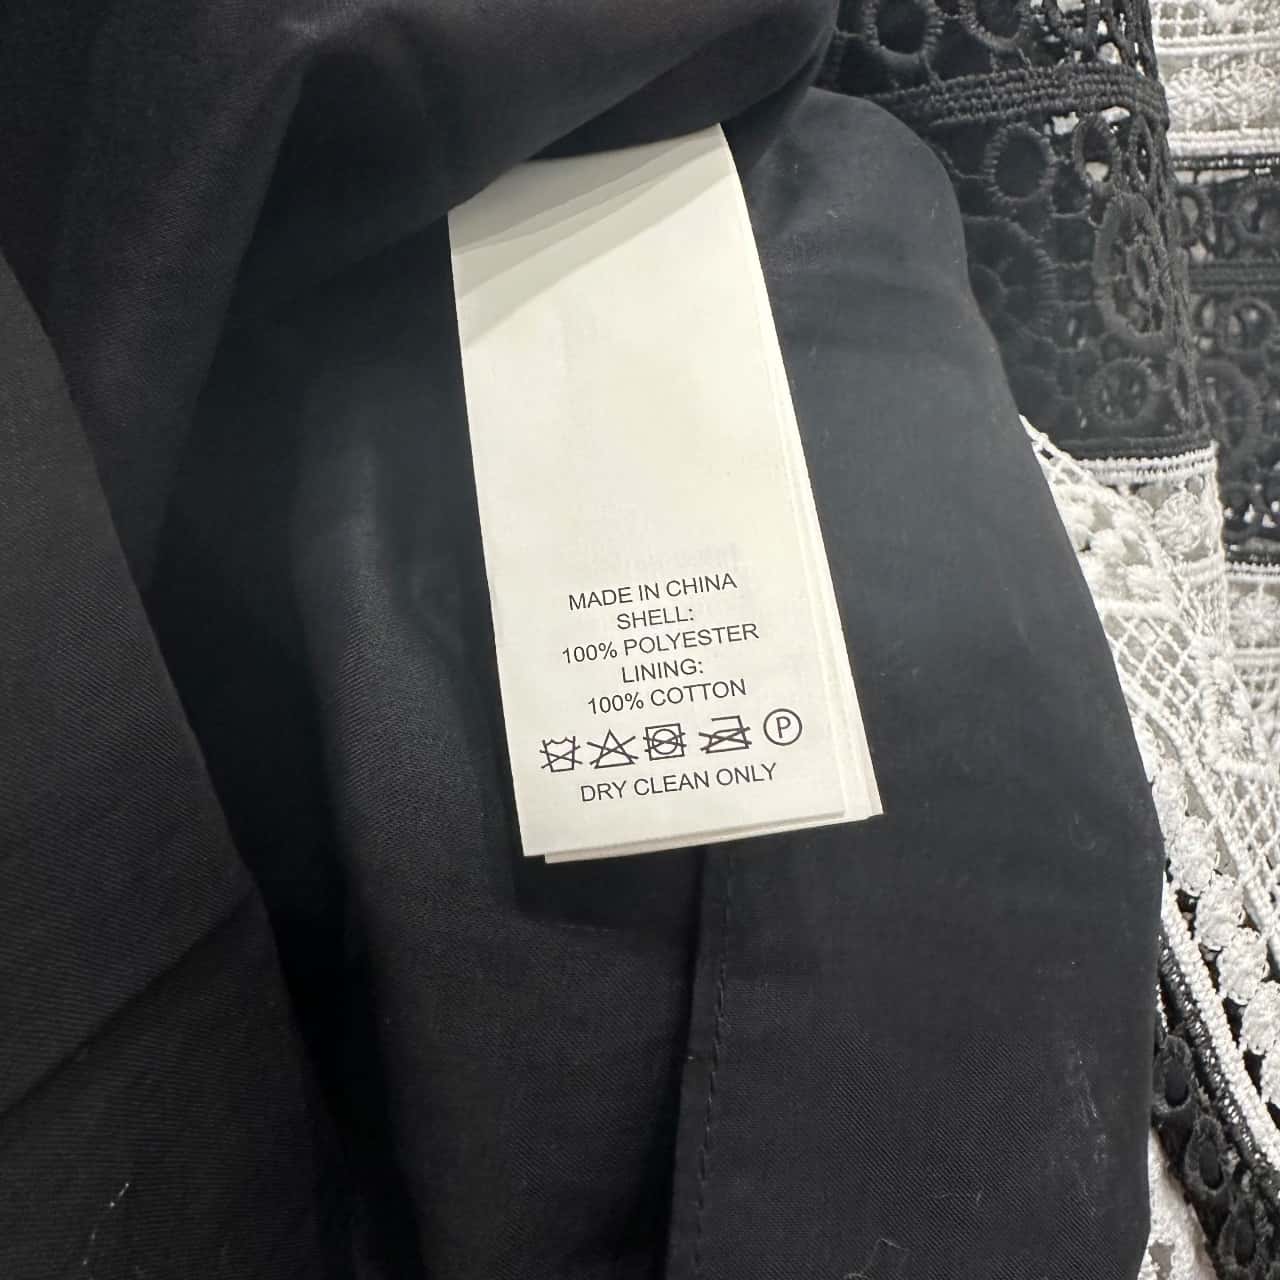 MADE IN CHINA
SHELL:
100% POLYESTER
LINING:
100% COTTON
P
DRY CLEAN ONLY